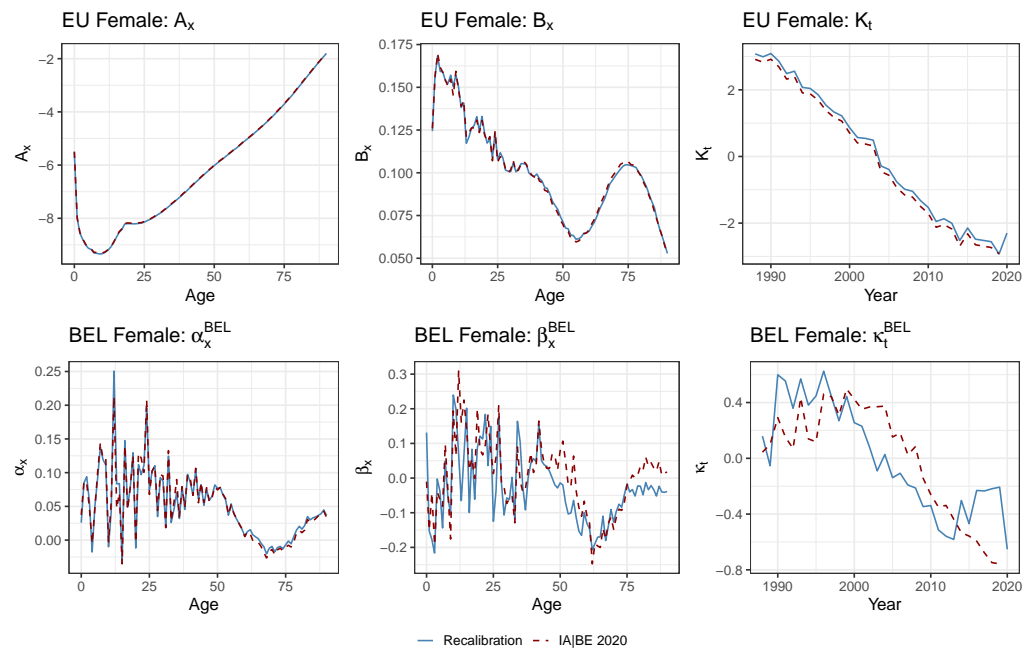 EU Female: Aₓ
EU Female: Bₓ
EU Female: Kₜ
−2
−4
−6
−8
Aₓ
0
25
50
75
Age
0.175
0.150
0.125
0.100
0.075
0.050
Bₓ
0
25
50
75
Age
2
0
−2
Kₜ
1990
2000
2010
2020
Year
BEL Female: αₓ^BEL
BEL Female: βₓ^BEL
BEL Female: κₜ^BEL
0.25
0.20
0.15
0.10
0.05
0.00
αₓ
0
25
50
75
Age
0.3
0.2
0.1
0.0
−0.1
−0.2
βₓ
0
25
50
75
Age
0.4
0.0
−0.4
−0.8
κₜ
1990
2000
2010
2020
Year
Recalibration IA|BE 2020